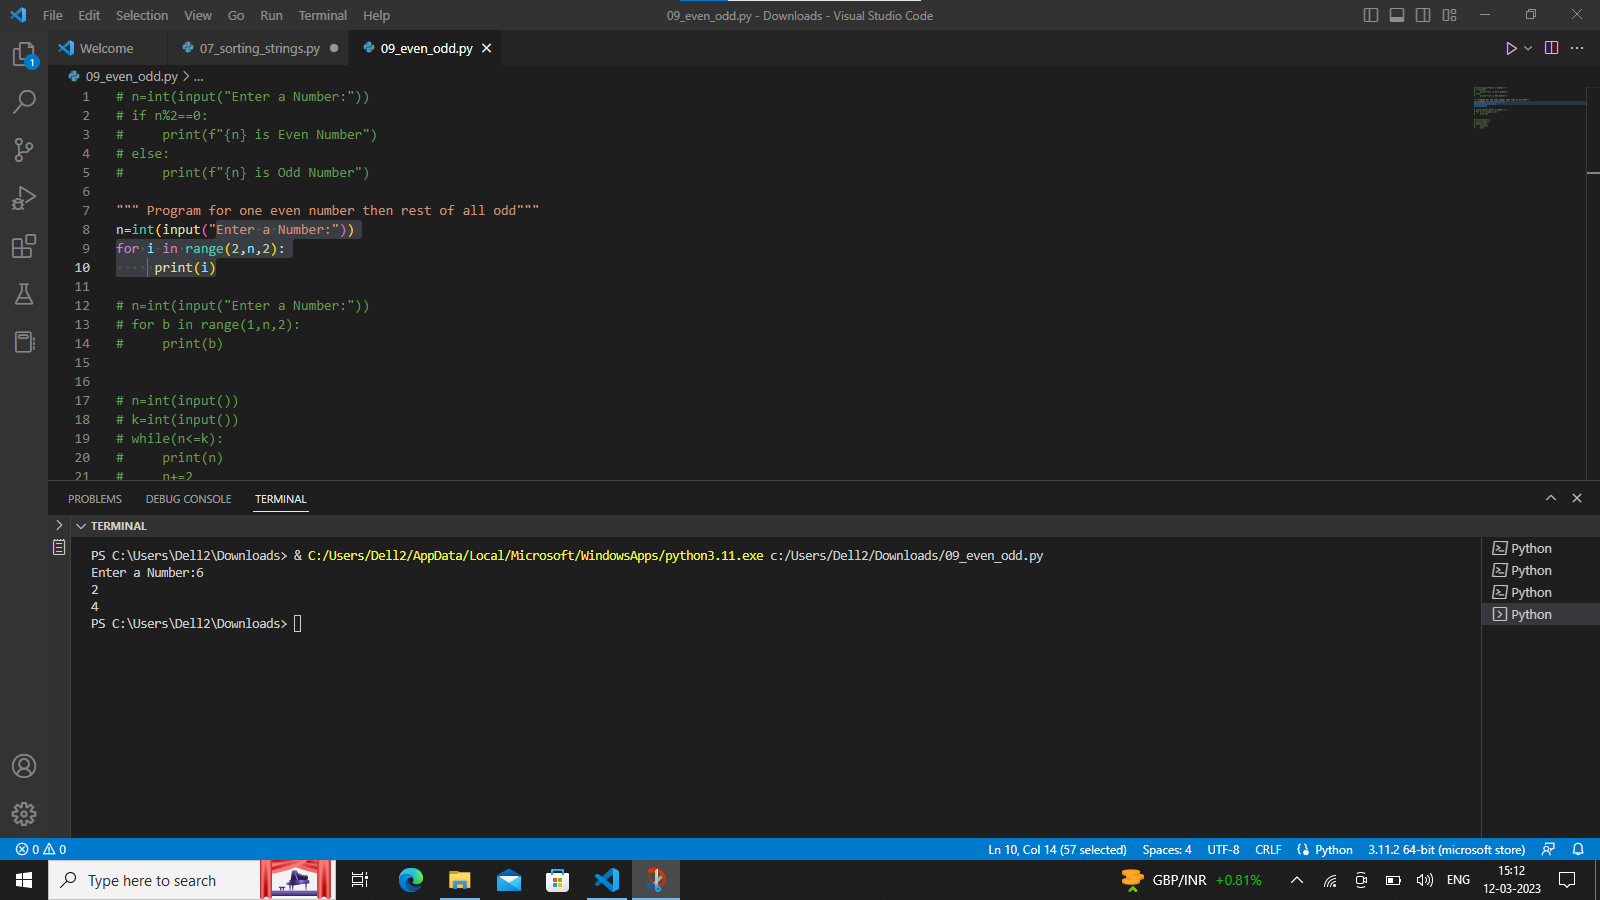 File Edit Selection View Go Run Terminal Help
09_even_odd.py - Downloads - Visual Studio Code
Welcome
07_sorting_strings.py
09_even_odd.py
09_even_odd.py > ...
1
1 # n=int(input("Enter a Number:"))
2 # if n%2==0:
3 #     print(f"{n} is Even Number")
4 # else:
5 #     print(f"{n} is Odd Number")
6
7 """ Program for one even number then rest of all odd"""
8 n=int(input("Enter a Number:"))
9 for i in range(2,n,2):
10     print(i)
11
12 # n=int(input("Enter a Number:"))
13 # for b in range(1,n,2):
14 #     print(b)
15
16
17 # n=int(input())
18 # k=int(input())
19 # while(n<=k):
20 #     print(n)
21 #     n+=2
PROBLEMS DEBUG CONSOLE TERMINAL
TERMINAL
PS C:\Users\Dell2\Downloads> & C:/Users/Dell2/AppData/Local/Microsoft/WindowsApps/python3.11.exe c:/Users/Dell2/Downloads/09_even_odd.py
Enter a Number:6
2
4
PS C:\Users\Dell2\Downloads>
Python
Python
Python
Python
0 0
Ln 10, Col 14 (57 selected) Spaces: 4 UTF-8 CRLF Python 3.11.2 64-bit (microsoft store)
Type here to search
GBP/INR +0.81%
ENG
15:12
12-03-2023